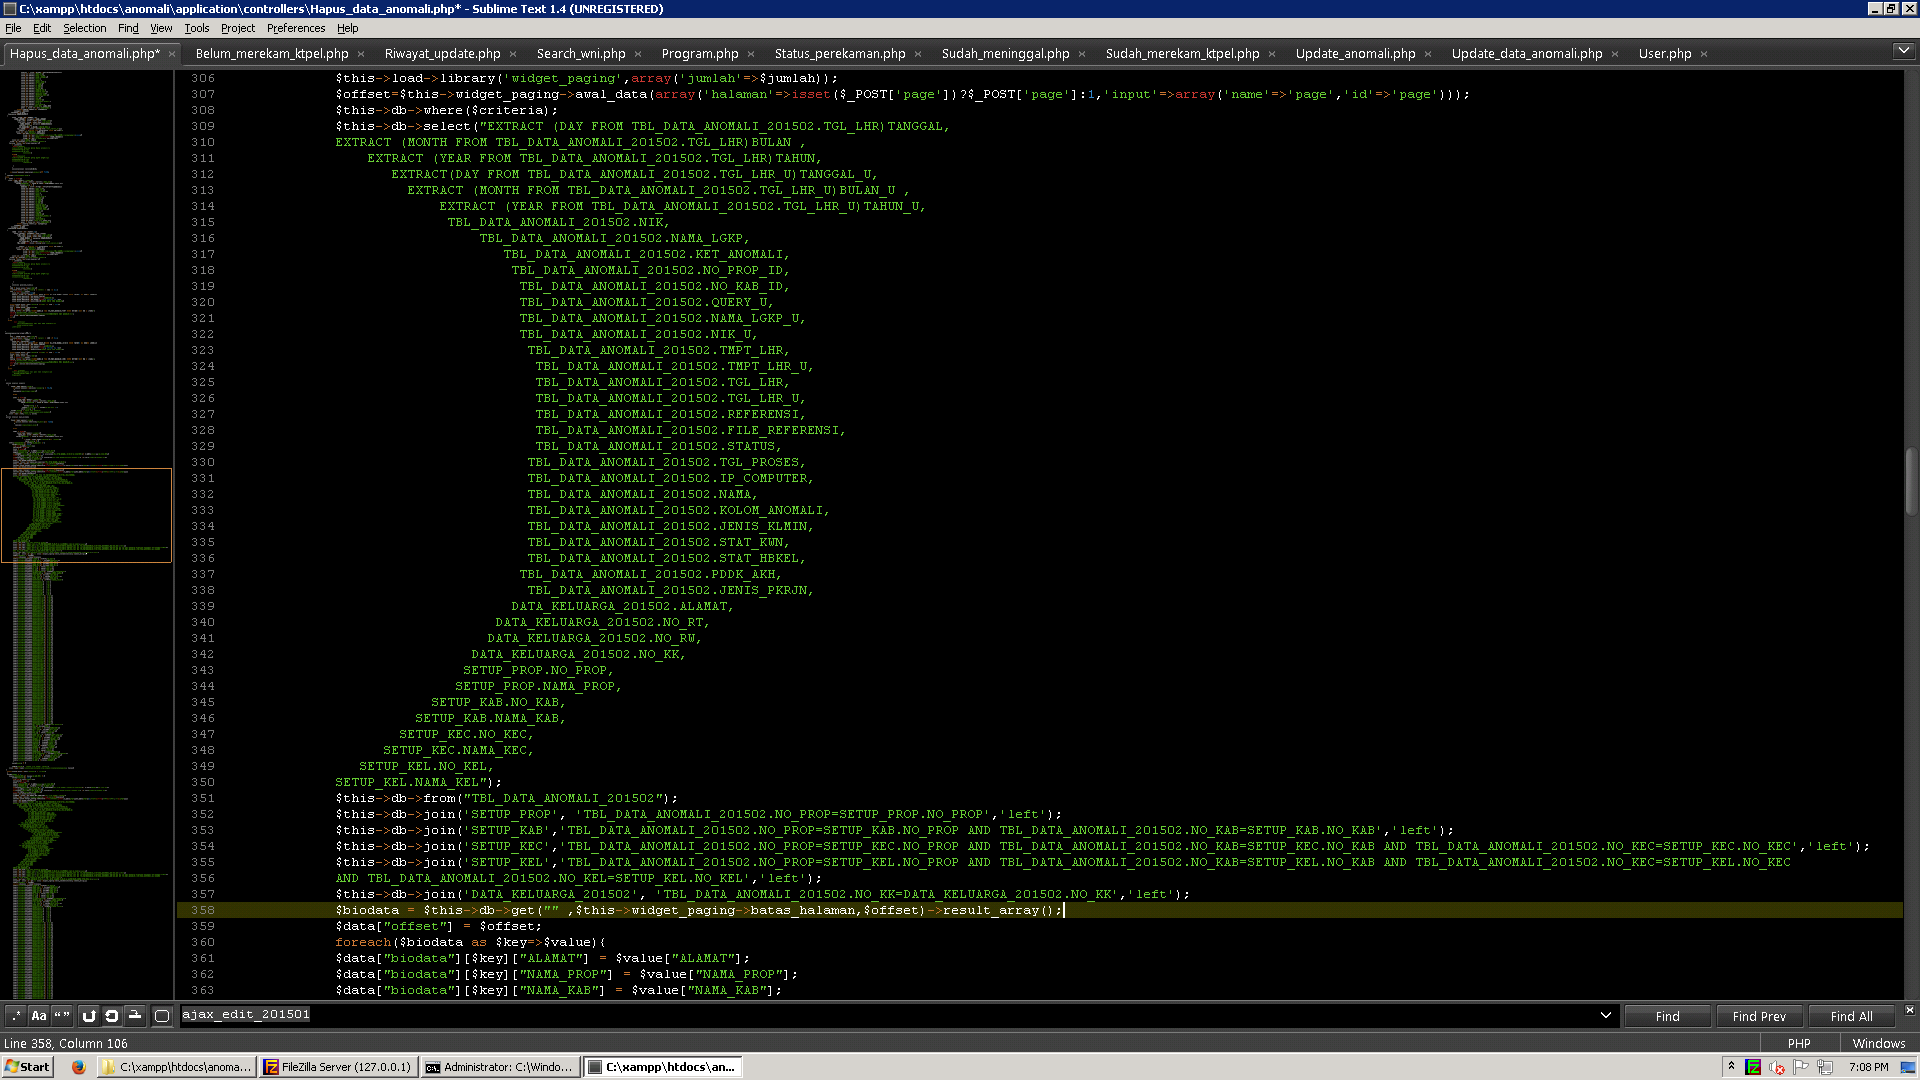 C:\xampp\htdocs\anomali\application\controllers\Hapus_data_anomali.php* - Sublime Text 1.4 (UNREGISTERED)
File Edit Selection Find View Tools Project Preferences Help
Hapus_data_anomali.php* × Belum_merekam_ktpel.php × Riwayat_update.php × Search_wni.php × Program.php × Status_perekaman.php × Sudah_meninggal.php × Sudah_merekam_ktpel.php × Update_anomali.php × Update_data_anomali.php × User.php ×
306 $this->load->library('widget_paging',array('jumlah'=>$jumlah));
307 $offset=$this->widget_paging->awal_data(array('halaman'=>isset($_POST['page'])?$_POST['page']:1,'input'=>array('name'=>'page','id'=>'page')));
308 $this->db->where($criteria);
309 $this->db->select("EXTRACT (DAY FROM TBL_DATA_ANOMALI_201502.TGL_LHR)TANGGAL,
310 EXTRACT (MONTH FROM TBL_DATA_ANOMALI_201502.TGL_LHR)BULAN ,
311 EXTRACT (YEAR FROM TBL_DATA_ANOMALI_201502.TGL_LHR)TAHUN,
312 EXTRACT(DAY FROM TBL_DATA_ANOMALI_201502.TGL_LHR_U)TANGGAL_U,
313 EXTRACT (MONTH FROM TBL_DATA_ANOMALI_201502.TGL_LHR_U)BULAN_U ,
314 EXTRACT (YEAR FROM TBL_DATA_ANOMALI_201502.TGL_LHR_U)TAHUN_U,
315 TBL_DATA_ANOMALI_201502.NIK,
316 TBL_DATA_ANOMALI_201502.NAMA_LGKP,
317 TBL_DATA_ANOMALI_201502.KET_ANOMALI,
318 TBL_DATA_ANOMALI_201502.NO_PROP_ID,
319 TBL_DATA_ANOMALI_201502.NO_KAB_ID,
320 TBL_DATA_ANOMALI_201502.QUERY_U,
321 TBL_DATA_ANOMALI_201502.NAMA_LGKP_U,
322 TBL_DATA_ANOMALI_201502.NIK_U,
323 TBL_DATA_ANOMALI_201502.TMPT_LHR,
324 TBL_DATA_ANOMALI_201502.TMPT_LHR_U,
325 TBL_DATA_ANOMALI_201502.TGL_LHR,
326 TBL_DATA_ANOMALI_201502.TGL_LHR_U,
327 TBL_DATA_ANOMALI_201502.REFERENSI,
328 TBL_DATA_ANOMALI_201502.FILE_REFERENSI,
329 TBL_DATA_ANOMALI_201502.STATUS,
330 TBL_DATA_ANOMALI_201502.TGL_PROSES,
331 TBL_DATA_ANOMALI_201502.IP_COMPUTER,
332 TBL_DATA_ANOMALI_201502.NAMA,
333 TBL_DATA_ANOMALI_201502.KOLOM_ANOMALI,
334 TBL_DATA_ANOMALI_201502.JENIS_KLMIN,
335 TBL_DATA_ANOMALI_201502.STAT_KWN,
336 TBL_DATA_ANOMALI_201502.STAT_HBKEL,
337 TBL_DATA_ANOMALI_201502.PDDK_AKH,
338 TBL_DATA_ANOMALI_201502.JENIS_PKRJN,
339 DATA_KELUARGA_201502.ALAMAT,
340 DATA_KELUARGA_201502.NO_RT,
341 DATA_KELUARGA_201502.NO_RW,
342 DATA_KELUARGA_201502.NO_KK,
343 SETUP_PROP.NO_PROP,
344 SETUP_PROP.NAMA_PROP,
345 SETUP_KAB.NO_KAB,
346 SETUP_KAB.NAMA_KAB,
347 SETUP_KEC.NO_KEC,
348 SETUP_KEC.NAMA_KEC,
349 SETUP_KEL.NO_KEL,
350 SETUP_KEL.NAMA_KEL");
351 $this->db->from("TBL_DATA_ANOMALI_201502");
352 $this->db->join('SETUP_PROP', 'TBL_DATA_ANOMALI_201502.NO_PROP=SETUP_PROP.NO_PROP','left');
353 $this->db->join('SETUP_KAB','TBL_DATA_ANOMALI_201502.NO_PROP=SETUP_KAB.NO_PROP AND TBL_DATA_ANOMALI_201502.NO_KAB=SETUP_KAB.NO_KAB','left');
354 $this->db->join('SETUP_KEC','TBL_DATA_ANOMALI_201502.NO_PROP=SETUP_KEC.NO_PROP AND TBL_DATA_ANOMALI_201502.NO_KAB=SETUP_KEC.NO_KAB AND TBL_DATA_ANOMALI_201502.NO_KEC=SETUP_KEC.NO_KEC','left');
355 $this->db->join('SETUP_KEL','TBL_DATA_ANOMALI_201502.NO_PROP=SETUP_KEL.NO_PROP AND TBL_DATA_ANOMALI_201502.NO_KAB=SETUP_KEL.NO_KAB AND TBL_DATA_ANOMALI_201502.NO_KEC=SETUP_KEL.NO_KEC
356 AND TBL_DATA_ANOMALI_201502.NO_KEL=SETUP_KEL.NO_KEL','left');
357 $this->db->join('DATA_KELUARGA_201502', 'TBL_DATA_ANOMALI_201502.NO_KK=DATA_KELUARGA_201502.NO_KK','left');
358 $biodata = $this->db->get("" ,$this->widget_paging->batas_halaman,$offset)->result_array();
359 $data["offset"] = $offset;
360 foreach($biodata as $key=>$value){
361 $data["biodata"][$key]["ALAMAT"] = $value["ALAMAT"];
362 $data["biodata"][$key]["NAMA_PROP"] = $value["NAMA_PROP"];
363 $data["biodata"][$key]["NAMA_KAB"] = $value["NAMA_KAB"];
.* Aa “ ” ajax_edit_201501 Find Find Prev Find All
Line 358, Column 106 PHP Windows
Start C:\xampp\htdocs\anoma... FileZilla Server (127.0.0.1) Administrator: C:\Windo... C:\xampp\htdocs\an... 7:08 PM